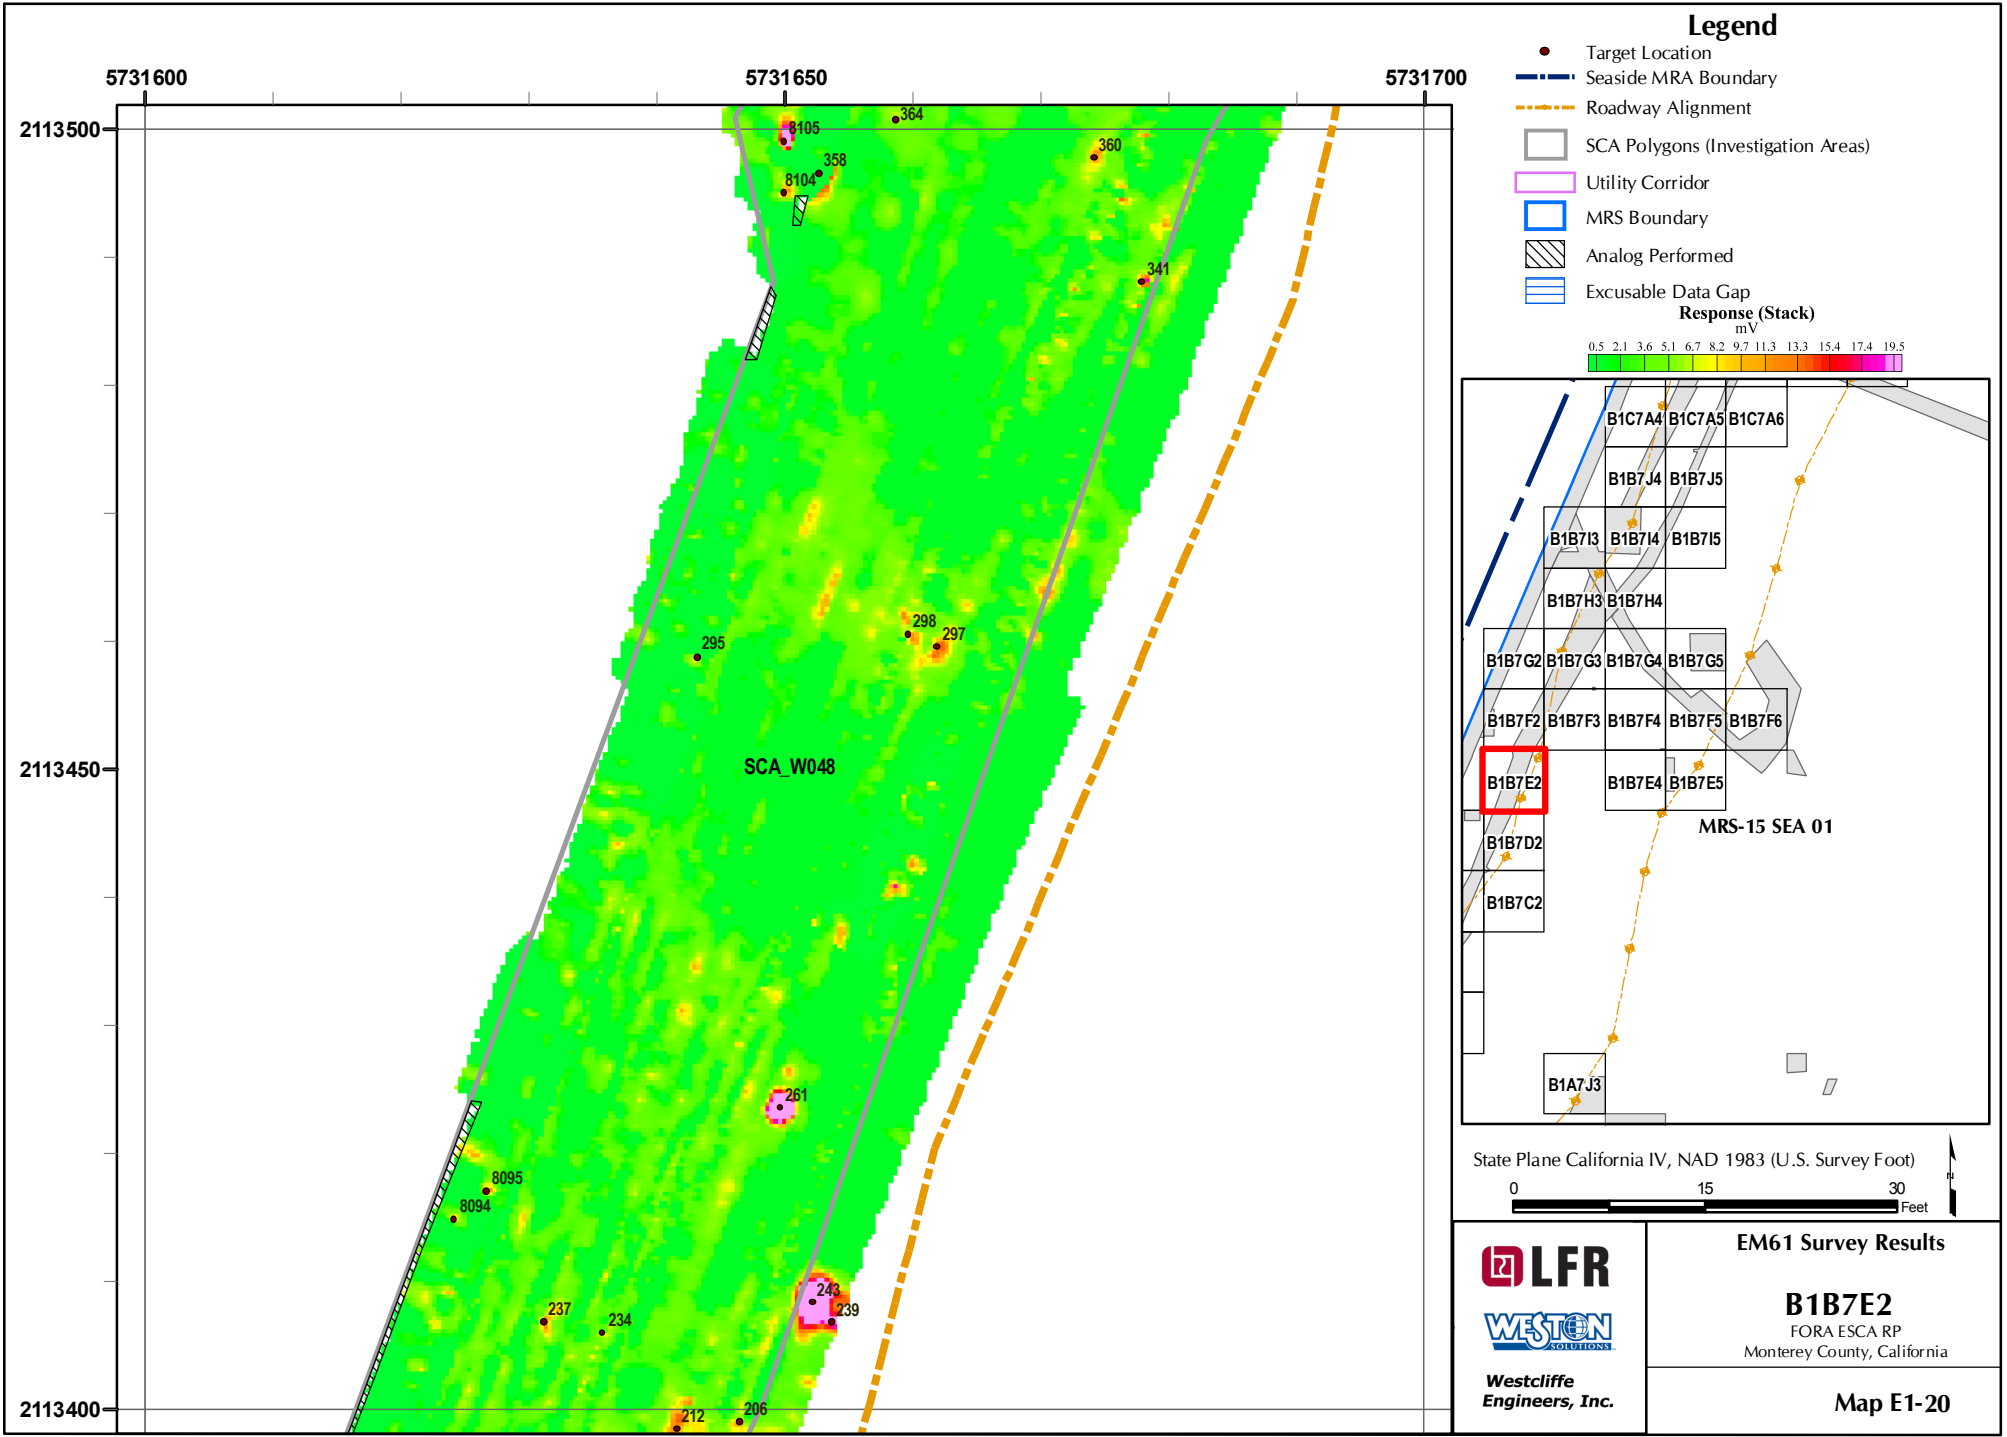 5731600
5731650
5731700
2113500
2113450
2113400
8105
364
358
360
8104
341
298
297
295
SCA_W048
261
8095
8094
243
239
237
234
212
206
Legend
Target Location
Seaside MRA Boundary
Roadway Alignment
SCA Polygons (Investigation Areas)
Utility Corridor
MRS Boundary
Analog Performed
Excusable Data Gap
Response (Stack)
mV
0.5 2.1 3.6 5.1 6.7 8.2 9.7 11.3 13.3 15.4 17.4 19.5
B1C7A4 B1C7A5 B1C7A6
B1B7J4 B1B7J5
B1B7I3 B1B7I4 B1B7I5
B1B7H3 B1B7H4
B1B7G2 B1B7G3 B1B7G4 B1B7G5
B1B7F2 B1B7F3 B1B7F4 B1B7F5 B1B7F6
B1B7E2 B1B7E4 B1B7E5
MRS-15 SEA 01
B1B7D2
B1B7C2
B1A7J3
State Plane California IV, NAD 1983 (U.S. Survey Foot)
0 15 30
Feet
N
LFR
WESTON
SOLUTIONS
Westcliffe
Engineers, Inc.
EM61 Survey Results
B1B7E2
FORA ESCA RP
Monterey County, California
Map E1-20